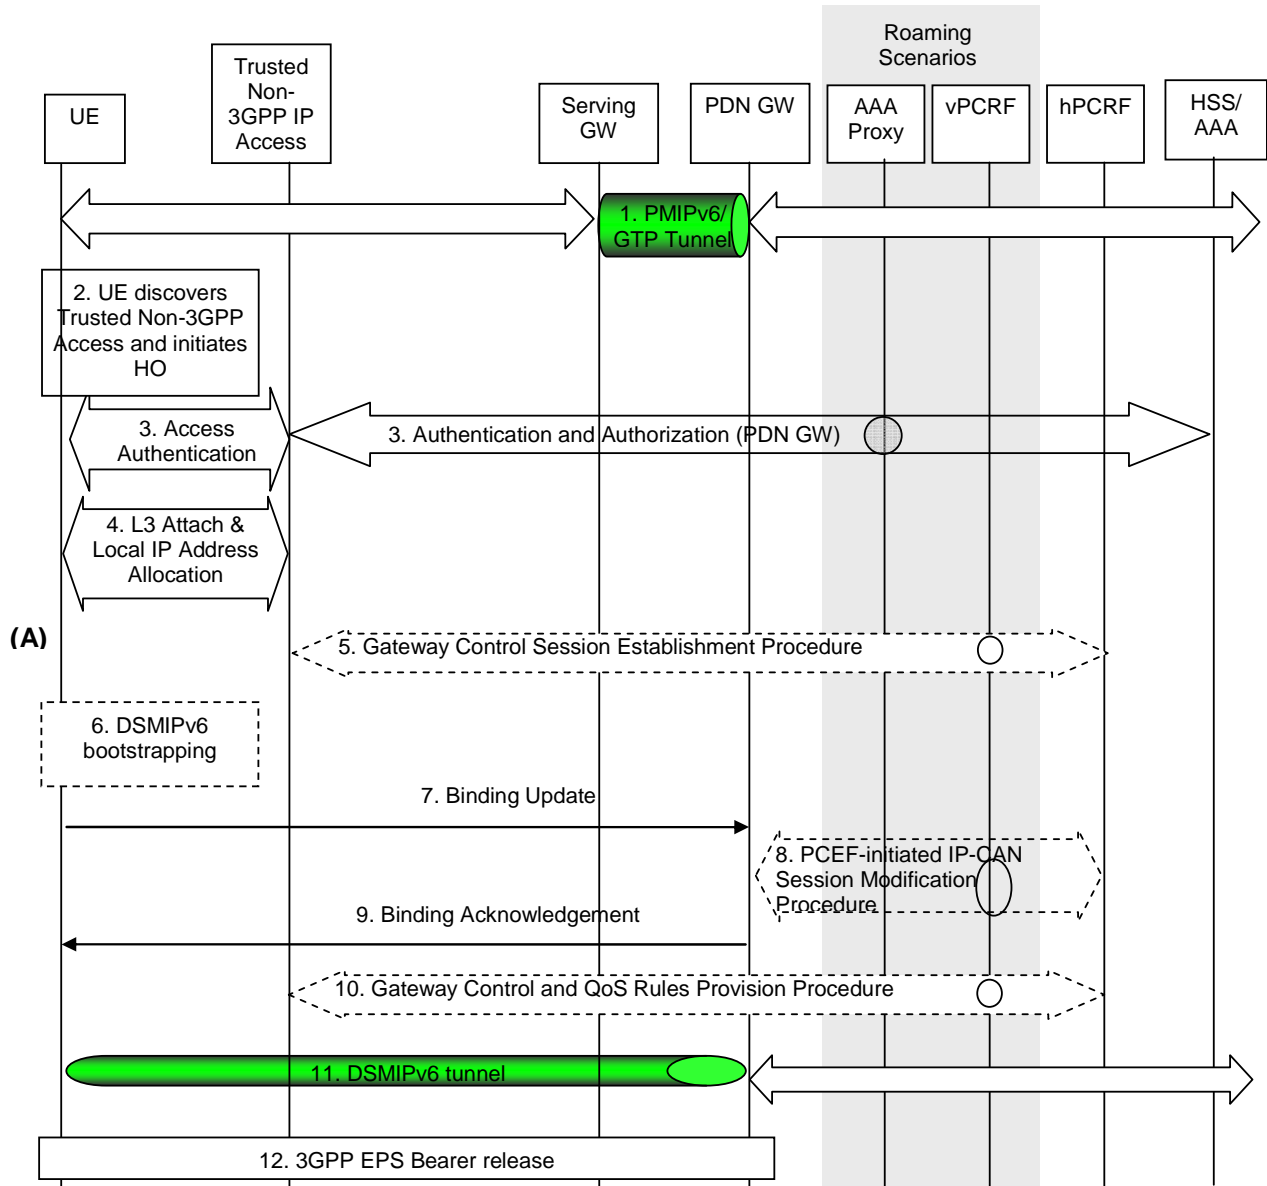 Roaming
Scenarios
UE
Trusted
Non-
3GPP IP
Access
Serving
GW
PDN GW
AAA
Proxy
vPCRF
hPCRF
HSS/
AAA
1. PMIPv6/
GTP Tunnel
2. UE discovers
Trusted Non-3GPP
Access and initiates
HO
3. Access
Authentication
3. Authentication and Authorization (PDN GW)
4. L3 Attach &
Local IP Address
Allocation
(A)
5. Gateway Control Session Establishment Procedure
6. DSMIPv6
bootstrapping
7. Binding Update
8. PCEF-initiated IP-CAN
Session Modification
Procedure
9. Binding Acknowledgement
10. Gateway Control and QoS Rules Provision Procedure
11. DSMIPv6 tunnel
12. 3GPP EPS Bearer release